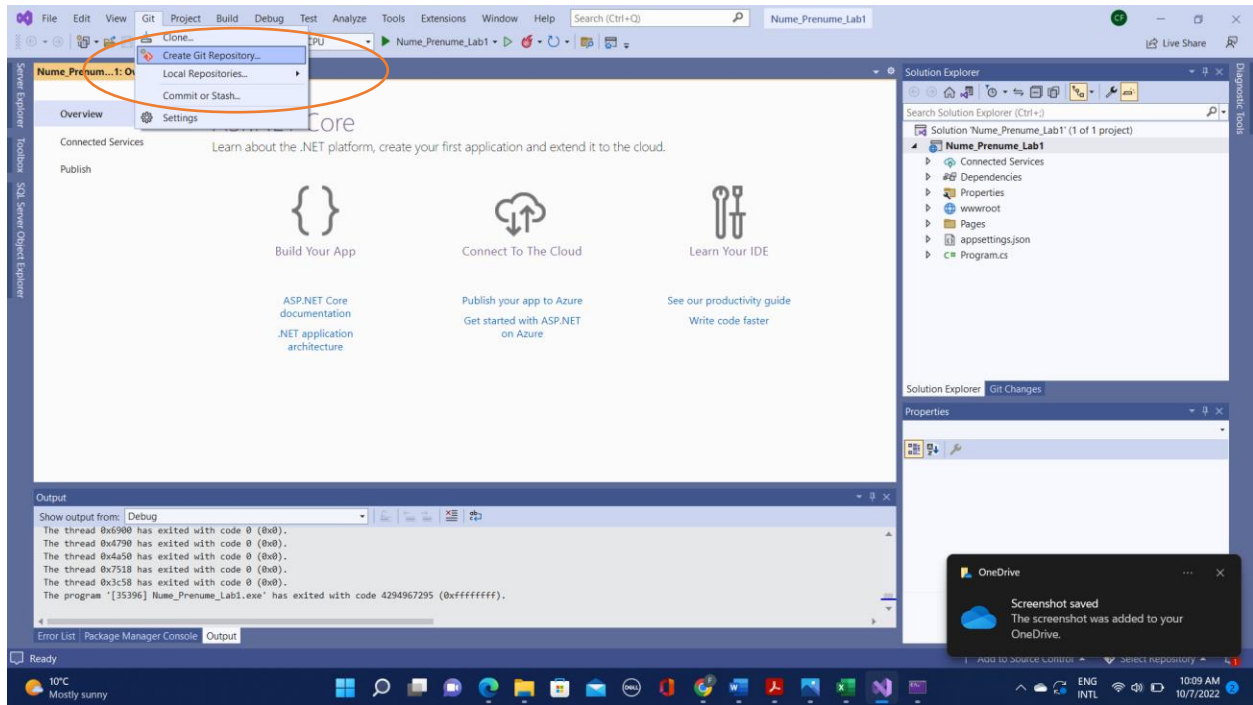 File Edit View Git Project Build Debug Test Analyze Tools Extensions Window Help Search (Ctrl+Q) Nume_Prenume_Lab1 CF
Clone...
Create Git Repository...
Local Repositories...
Commit or Stash...
Settings
CPU Nume_Prenume_Lab1 Live Share
Server Explorer
Toolbox
SQL Server Object Explorer
Nume_Prenum...1: Ov
Overview
Connected Services
Publish
Core
Learn about the .NET platform, create your first application and extend it to the cloud.
{ }
Build Your App
Connect To The Cloud
Learn Your IDE
ASP.NET Core
documentation
.NET application
architecture
Publish your app to Azure
Get started with ASP.NET
on Azure
See our productivity guide
Write code faster
Solution Explorer
Search Solution Explorer (Ctrl+;)
Solution 'Nume_Prenume_Lab1' (1 of 1 project)
Nume_Prenume_Lab1
Connected Services
Dependencies
Properties
wwwroot
Pages
appsettings.json
C# Program.cs
Solution Explorer Git Changes
Diagnostic Tools
Properties
Output
Show output from: Debug
The thread 0x6900 has exited with code 0 (0x0).
The thread 0x4790 has exited with code 0 (0x0).
The thread 0x4a50 has exited with code 0 (0x0).
The thread 0x7518 has exited with code 0 (0x0).
The thread 0x3c58 has exited with code 0 (0x0).
The program '[35396] Nume_Prenume_Lab1.exe' has exited with code 4294967295 (0xffffffff).
Error List Package Manager Console Output
OneDrive
Screenshot saved
The screenshot was added to your
OneDrive.
Ready
Add to Source Control Select Repository 1
10°C
Mostly sunny
DELL
ENG
INTL
10:09 AM
10/7/2022
2